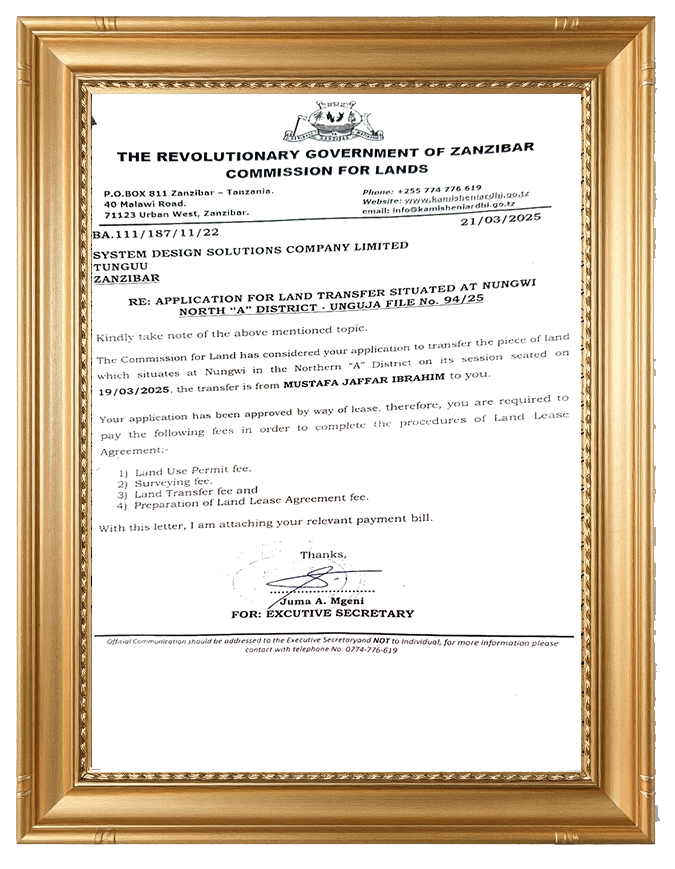 THE REVOLUTIONARY GOVERNMENT OF ZANZIBAR
COMMISSION FOR LANDS
P.O.BOX 811 Zanzibar – Tanzania.
40 Malawi Road.
71123 Urban West, Zanzibar.
Phone: +255 774 776 619
Website: www.kamisheniardhi.go.tz
email: info@kamisheniardhi.go.tz
21/03/2025
BA.111/187/11/22
SYSTEM DESIGN SOLUTIONS COMPANY LIMITED
TUNGUU
ZANZIBAR
RE: APPLICATION FOR LAND TRANSFER SITUATED AT NUNGWI
NORTH “A” DISTRICT - UNGUJA FILE No. 94/25
Kindly take note of the above mentioned topic.
The Commission for Land has considered your application to transfer the piece of land
which situates at Nungwi in the Northern “A” District on its session seated on
19/03/2025, the transfer is from MUSTAFA JAFFAR IBRAHIM to you.
Your application has been approved by way of lease, therefore, you are required to
pay the following fees in order to complete the procedures of Land Lease
Agreement:-
1) Land Use Permit fee.
2) Surveying fee.
3) Land Transfer fee and
4) Preparation of Land Lease Agreement fee.
With this letter, I am attaching your relevant payment bill.
Thanks,
Juma A. Mgeni
FOR: EXCUTIVE SECRETARY
Official Communication should be addressed to the Executive Secretaryand NOT to Individual, for more information please
contact with telephone No. 0774-776-619